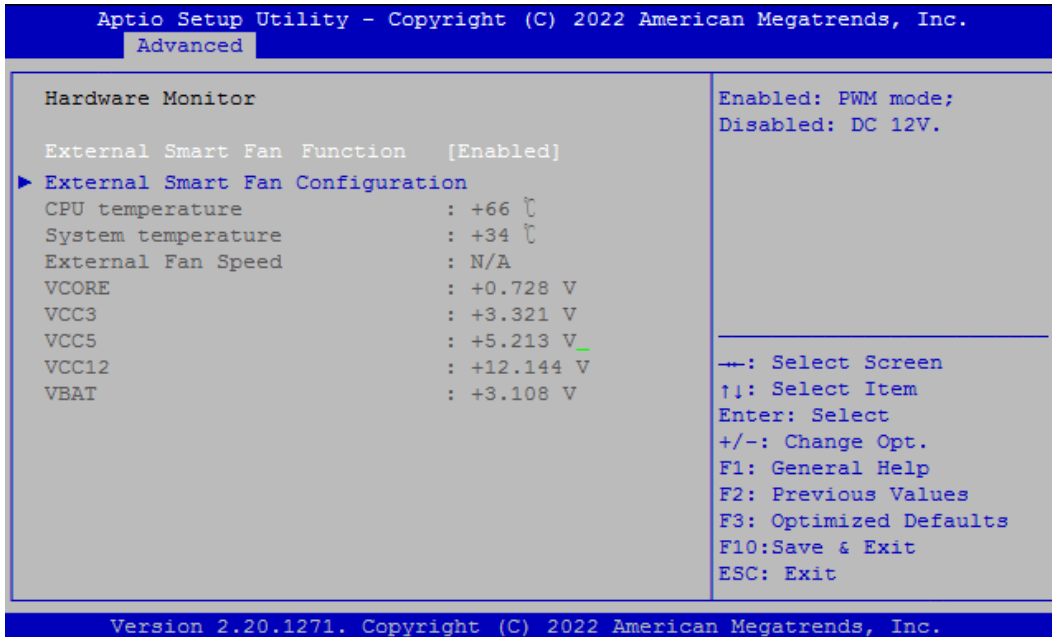 Aptio Setup Utility - Copyright (C) 2022 American Megatrends, Inc.
Advanced
Hardware Monitor
External Smart Fan Function [Enabled]
► External Smart Fan Configuration
CPU temperature : +66 ℃
System temperature : +34 ℃
External Fan Speed : N/A
VCORE : +0.728 V
VCC3 : +3.321 V
VCC5 : +5.213 V_
VCC12 : +12.144 V
VBAT : +3.108 V
Enabled: PWM mode;
Disabled: DC 12V.
→←: Select Screen
↑↓: Select Item
Enter: Select
+/-: Change Opt.
F1: General Help
F2: Previous Values
F3: Optimized Defaults
F10:Save & Exit
ESC: Exit
Version 2.20.1271. Copyright (C) 2022 American Megatrends, Inc.